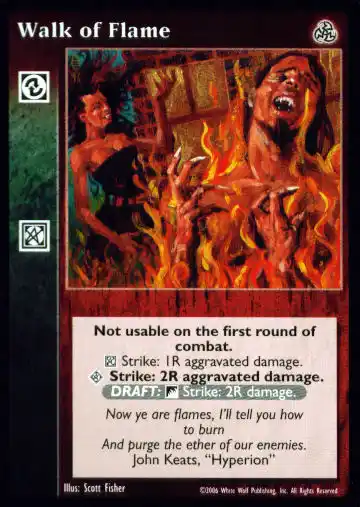 Walk of Flame
Not usable on the first round of
combat.
Strike: 1R aggravated damage.
Strike: 2R aggravated damage.
DRAFT: Strike: 2R damage.
Now ye are flames, I'll tell you how
to burn
And purge the ether of our enemies.
John Keats, "Hyperion"
Illus: Scott Fisher
©2006 White Wolf Publishing, Inc. All Rights Reserved